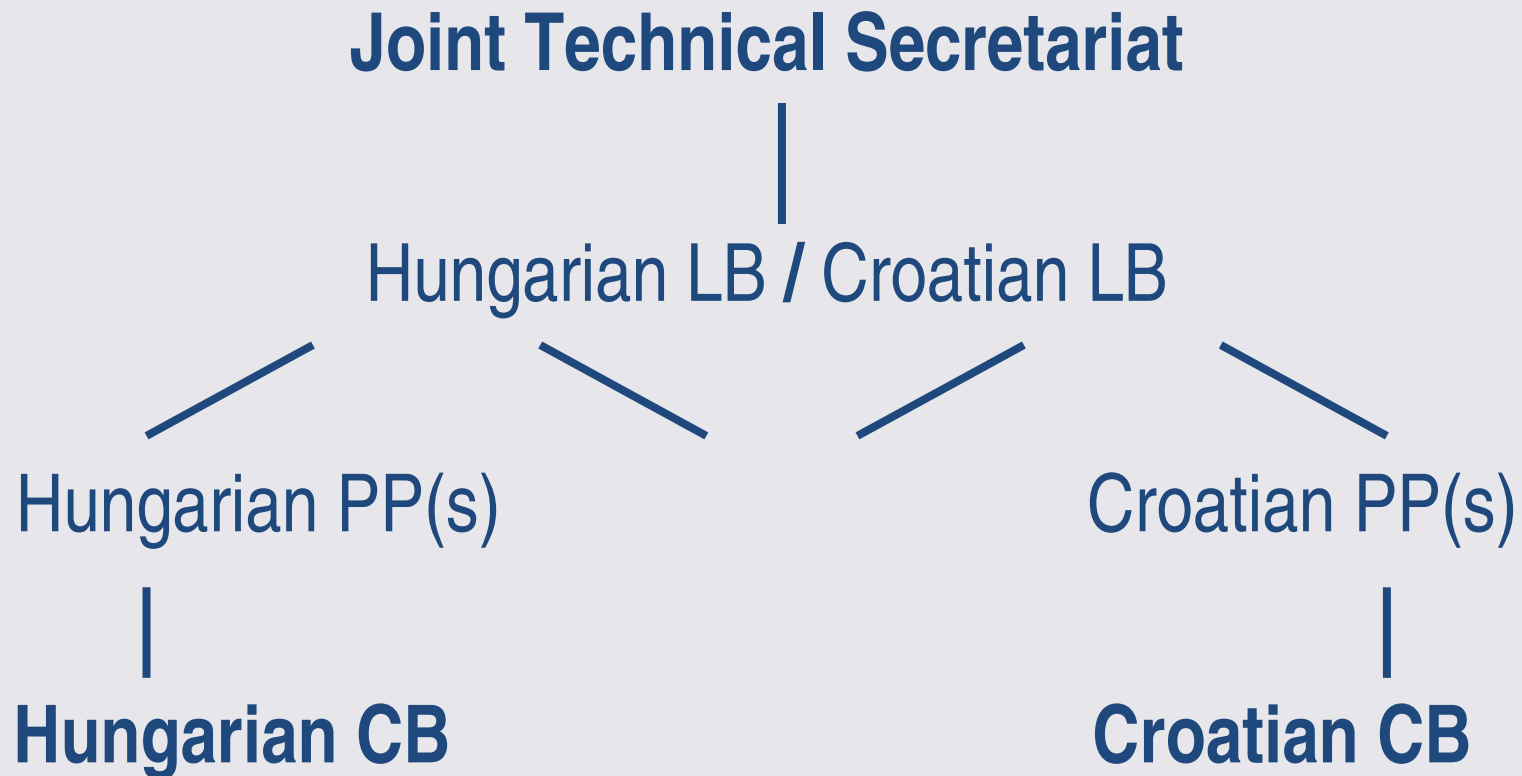 Joint Technical Secretariat
Hungarian LB / Croatian LB
Hungarian PP(s)
Croatian PP(s)
Hungarian CB
Croatian CB